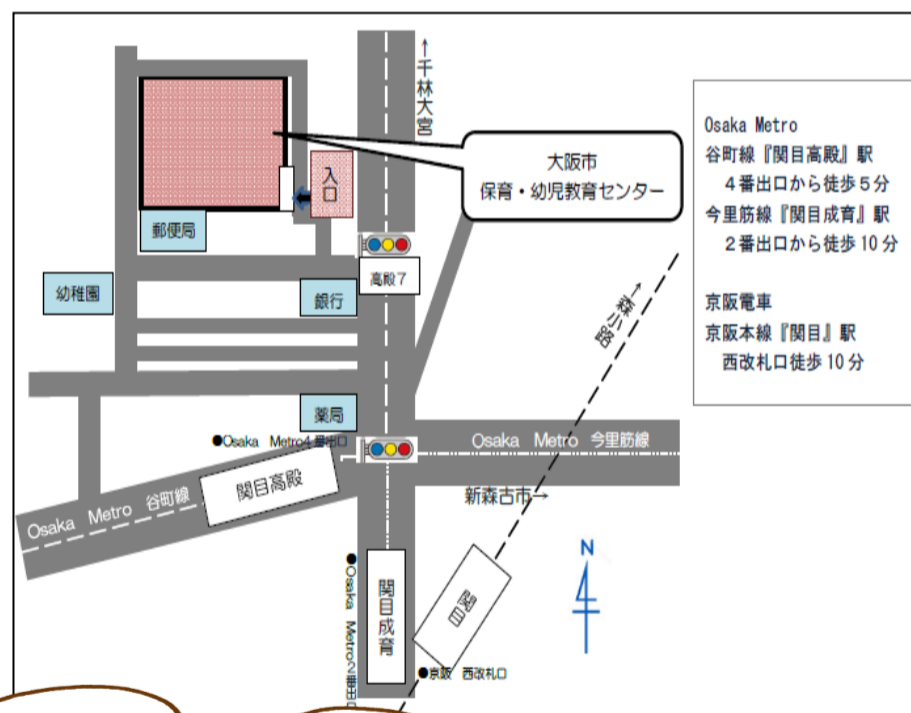 ↑千林大宮
大阪市
保育・幼児教育センター
入口
郵便局
幼稚園
高殿7
銀行
薬局
↑森小路
●Osaka Metro4番出口
Osaka Metro 今里筋線
関目高殿
Osaka Metro 谷町線
新森古市→
●Osaka Metro2番出口
関目成育
関目
●京阪 西改札口
N
Osaka Metro
谷町線『関目高殿』駅
4番出口から徒歩5分
今里筋線『関目成育』駅
2番出口から徒歩10分
京阪電車
京阪本線『関目』駅
西改札口徒歩10分